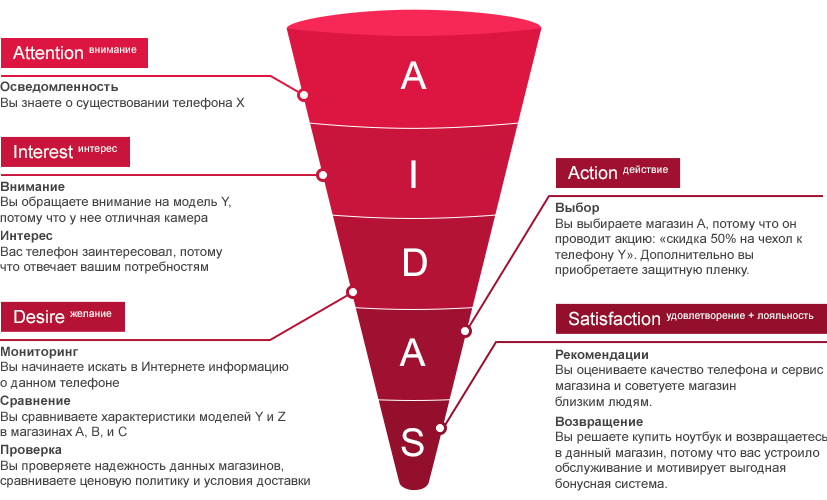 Attention внимание
Осведомленность
Вы знаете о существовании телефона X
Interest интерес
Внимание
Вы обращаете внимание на модель Y,
потому что у нее отличная камера
Интерес
Вас телефон заинтересовал, потому
что отвечает вашим потребностям
Desire желание
Мониторинг
Вы начинаете искать в Интернете информацию
о данном телефоне
Сравнение
Вы сравниваете характеристики моделей Y и Z
в магазинах A, B, и C
Проверка
Вы проверяете надежность данных магазинов,
сравниваете ценовую политику и условия доставки
A
I
D
A
S
Action действие
Выбор
Вы выбираете магазин A, потому что он
проводит акцию: «скидка 50% на чехол к
телефону Y». Дополнительно вы
приобретаете защитную пленку.
Satisfaction удовлетворение + лояльность
Рекомендации
Вы оцениваете качество телефона и сервис
магазина и советуете магазин
близким людям.
Возвращение
Вы решаете купить ноутбук и возвращаетесь
в данный магазин, потому что вас устроило
обслуживание и мотивирует выгодная
бонусная система.